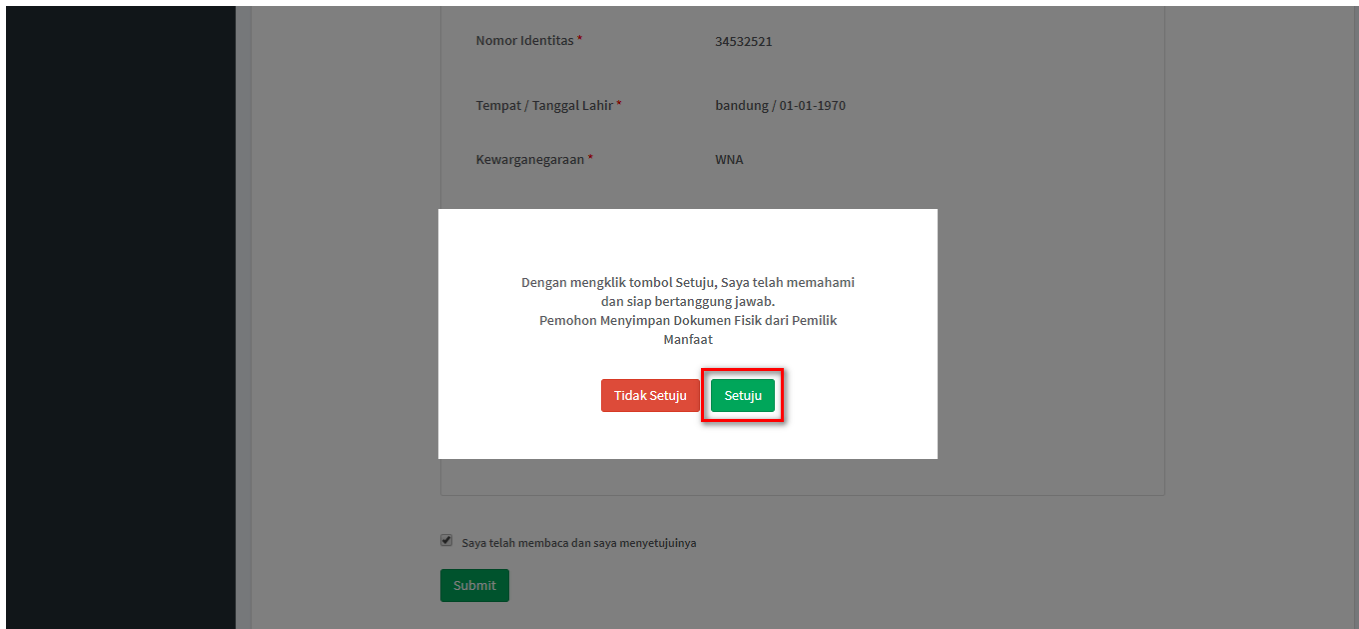 Nomor Identitas * 34532521
Tempat / Tanggal Lahir * bandung / 01-01-1970
Kewarganegaraan * WNA
Dengan mengklik tombol Setuju, Saya telah memahami
dan siap bertanggung jawab.
Pemohon Menyimpan Dokumen Fisik dari Pemilik
Manfaat
Tidak Setuju Setuju
Saya telah membaca dan saya menyetujuinya
Submit